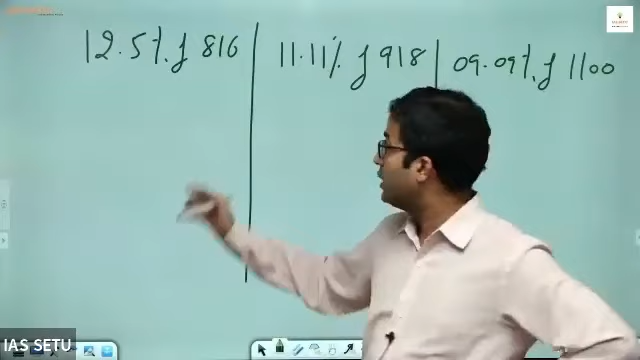 12.5% of 816
11.11% of 918
09.09% of 1100
IAS SETU